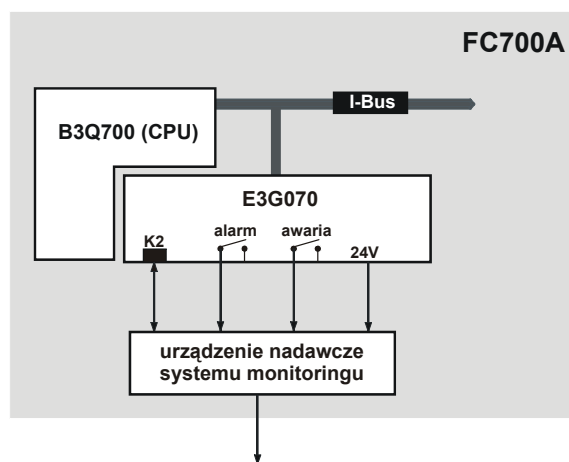 FC700A
I-Bus
B3Q700 (CPU)
E3G070
alarm awaria
K2
24V
urządzenie nadawcze
systemu monitoringu